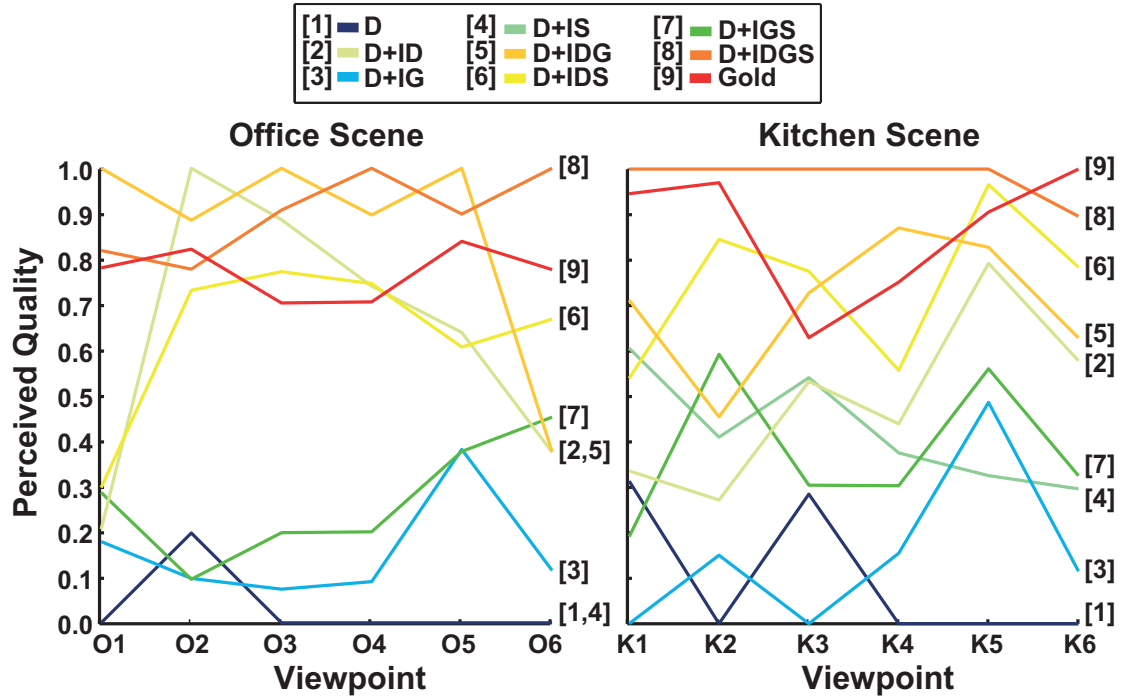 [1] D [4] D+IS [7] D+IGS
[2] D+ID [5] D+IDG [8] D+IDGS
[3] D+IG [6] D+IDS [9] Gold
Office Scene
Perceived Quality
1.0
0.9
0.8
0.7
0.6
0.5
0.4
0.3
0.2
0.1
0.0
[8]
[9]
[6]
[7]
[2,5]
[3]
[1,4]
O1 O2 O3 O4 O5 O6
Viewpoint
Kitchen Scene
[9]
[8]
[6]
[5]
[2]
[7]
[4]
[3]
[1]
K1 K2 K3 K4 K5 K6
Viewpoint